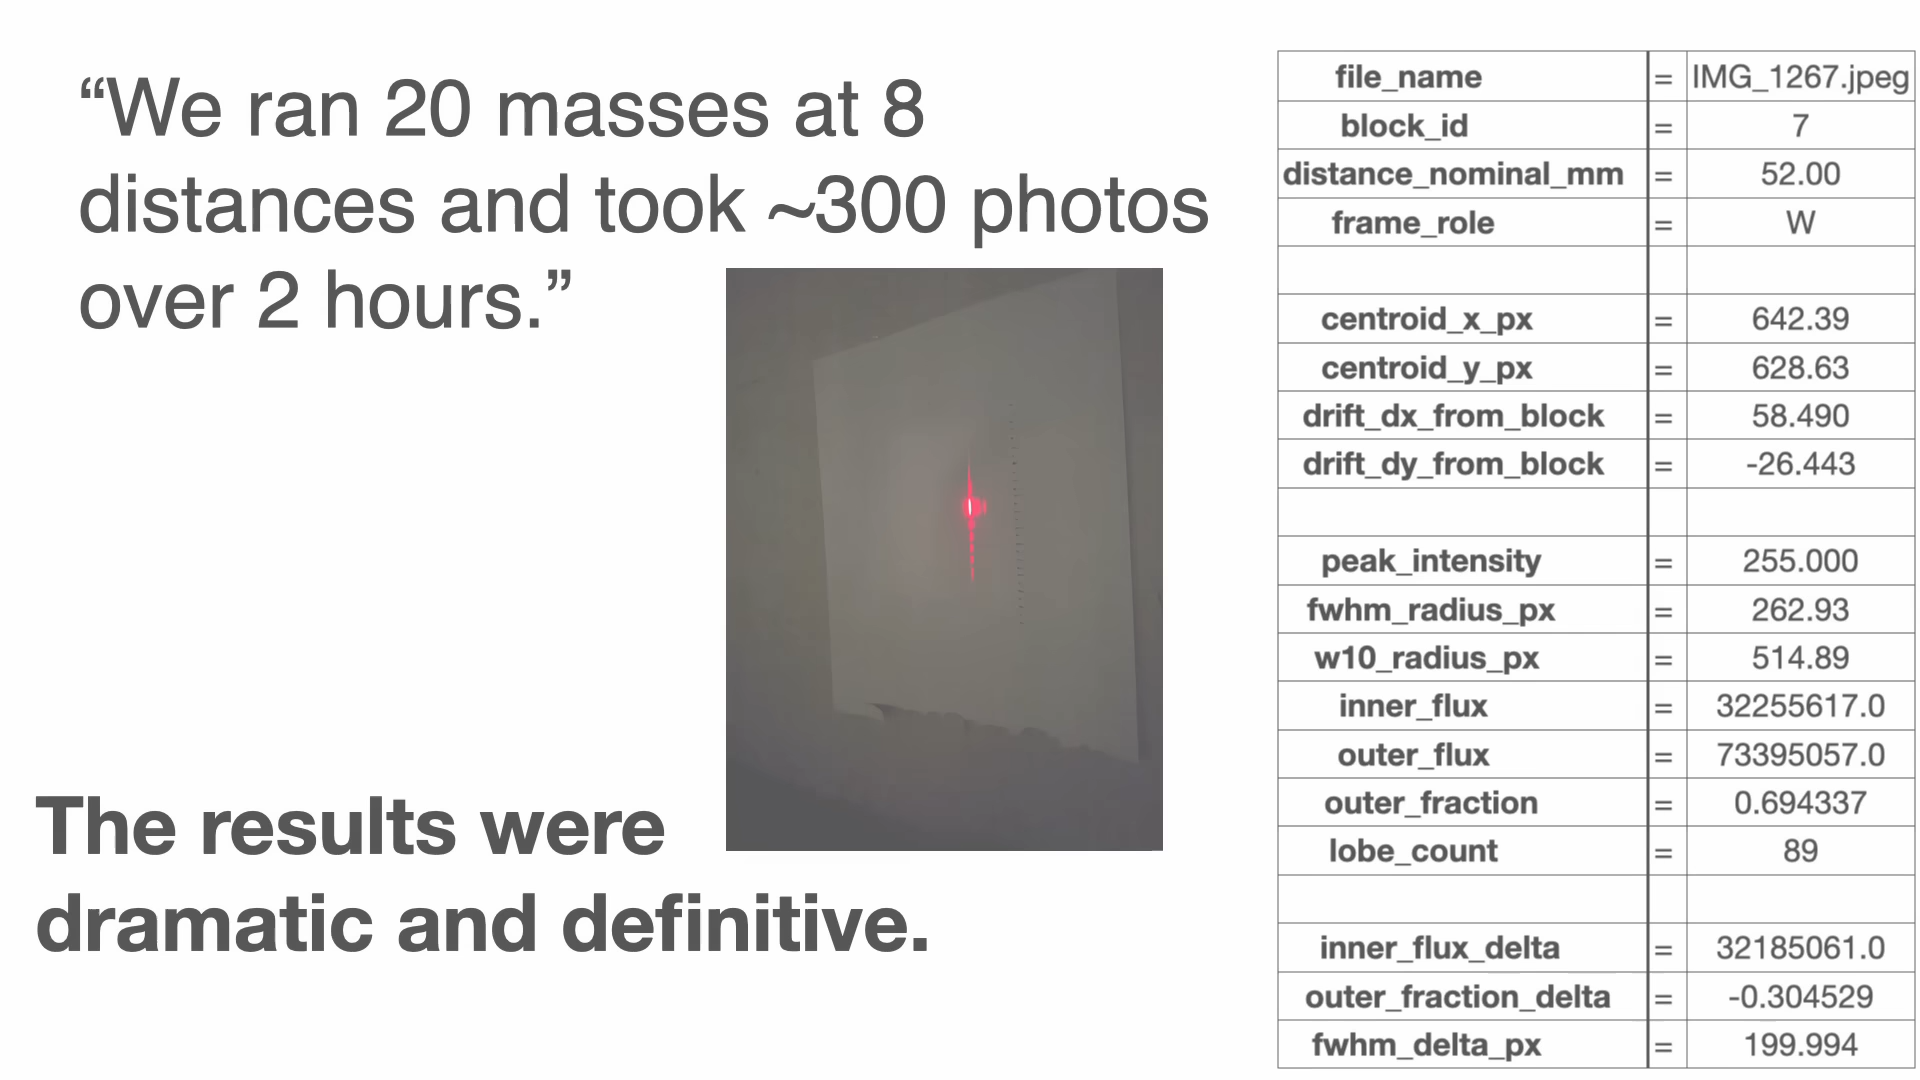 “We ran 20 masses at 8
distances and took ~300 photos
over 2 hours.”
The results were
dramatic and definitive.
file_name = IMG_1267.jpeg
block_id = 7
distance_nominal_mm = 52.00
frame_role = W
centroid_x_px = 642.39
centroid_y_px = 628.63
drift_dx_from_block = 58.490
drift_dy_from_block = -26.443
peak_intensity = 255.000
fwhm_radius_px = 262.93
w10_radius_px = 514.89
inner_flux = 32255617.0
outer_flux = 73395057.0
outer_fraction = 0.694337
lobe_count = 89
inner_flux_delta = 32185061.0
outer_fraction_delta = -0.304529
fwhm_delta_px = 199.994